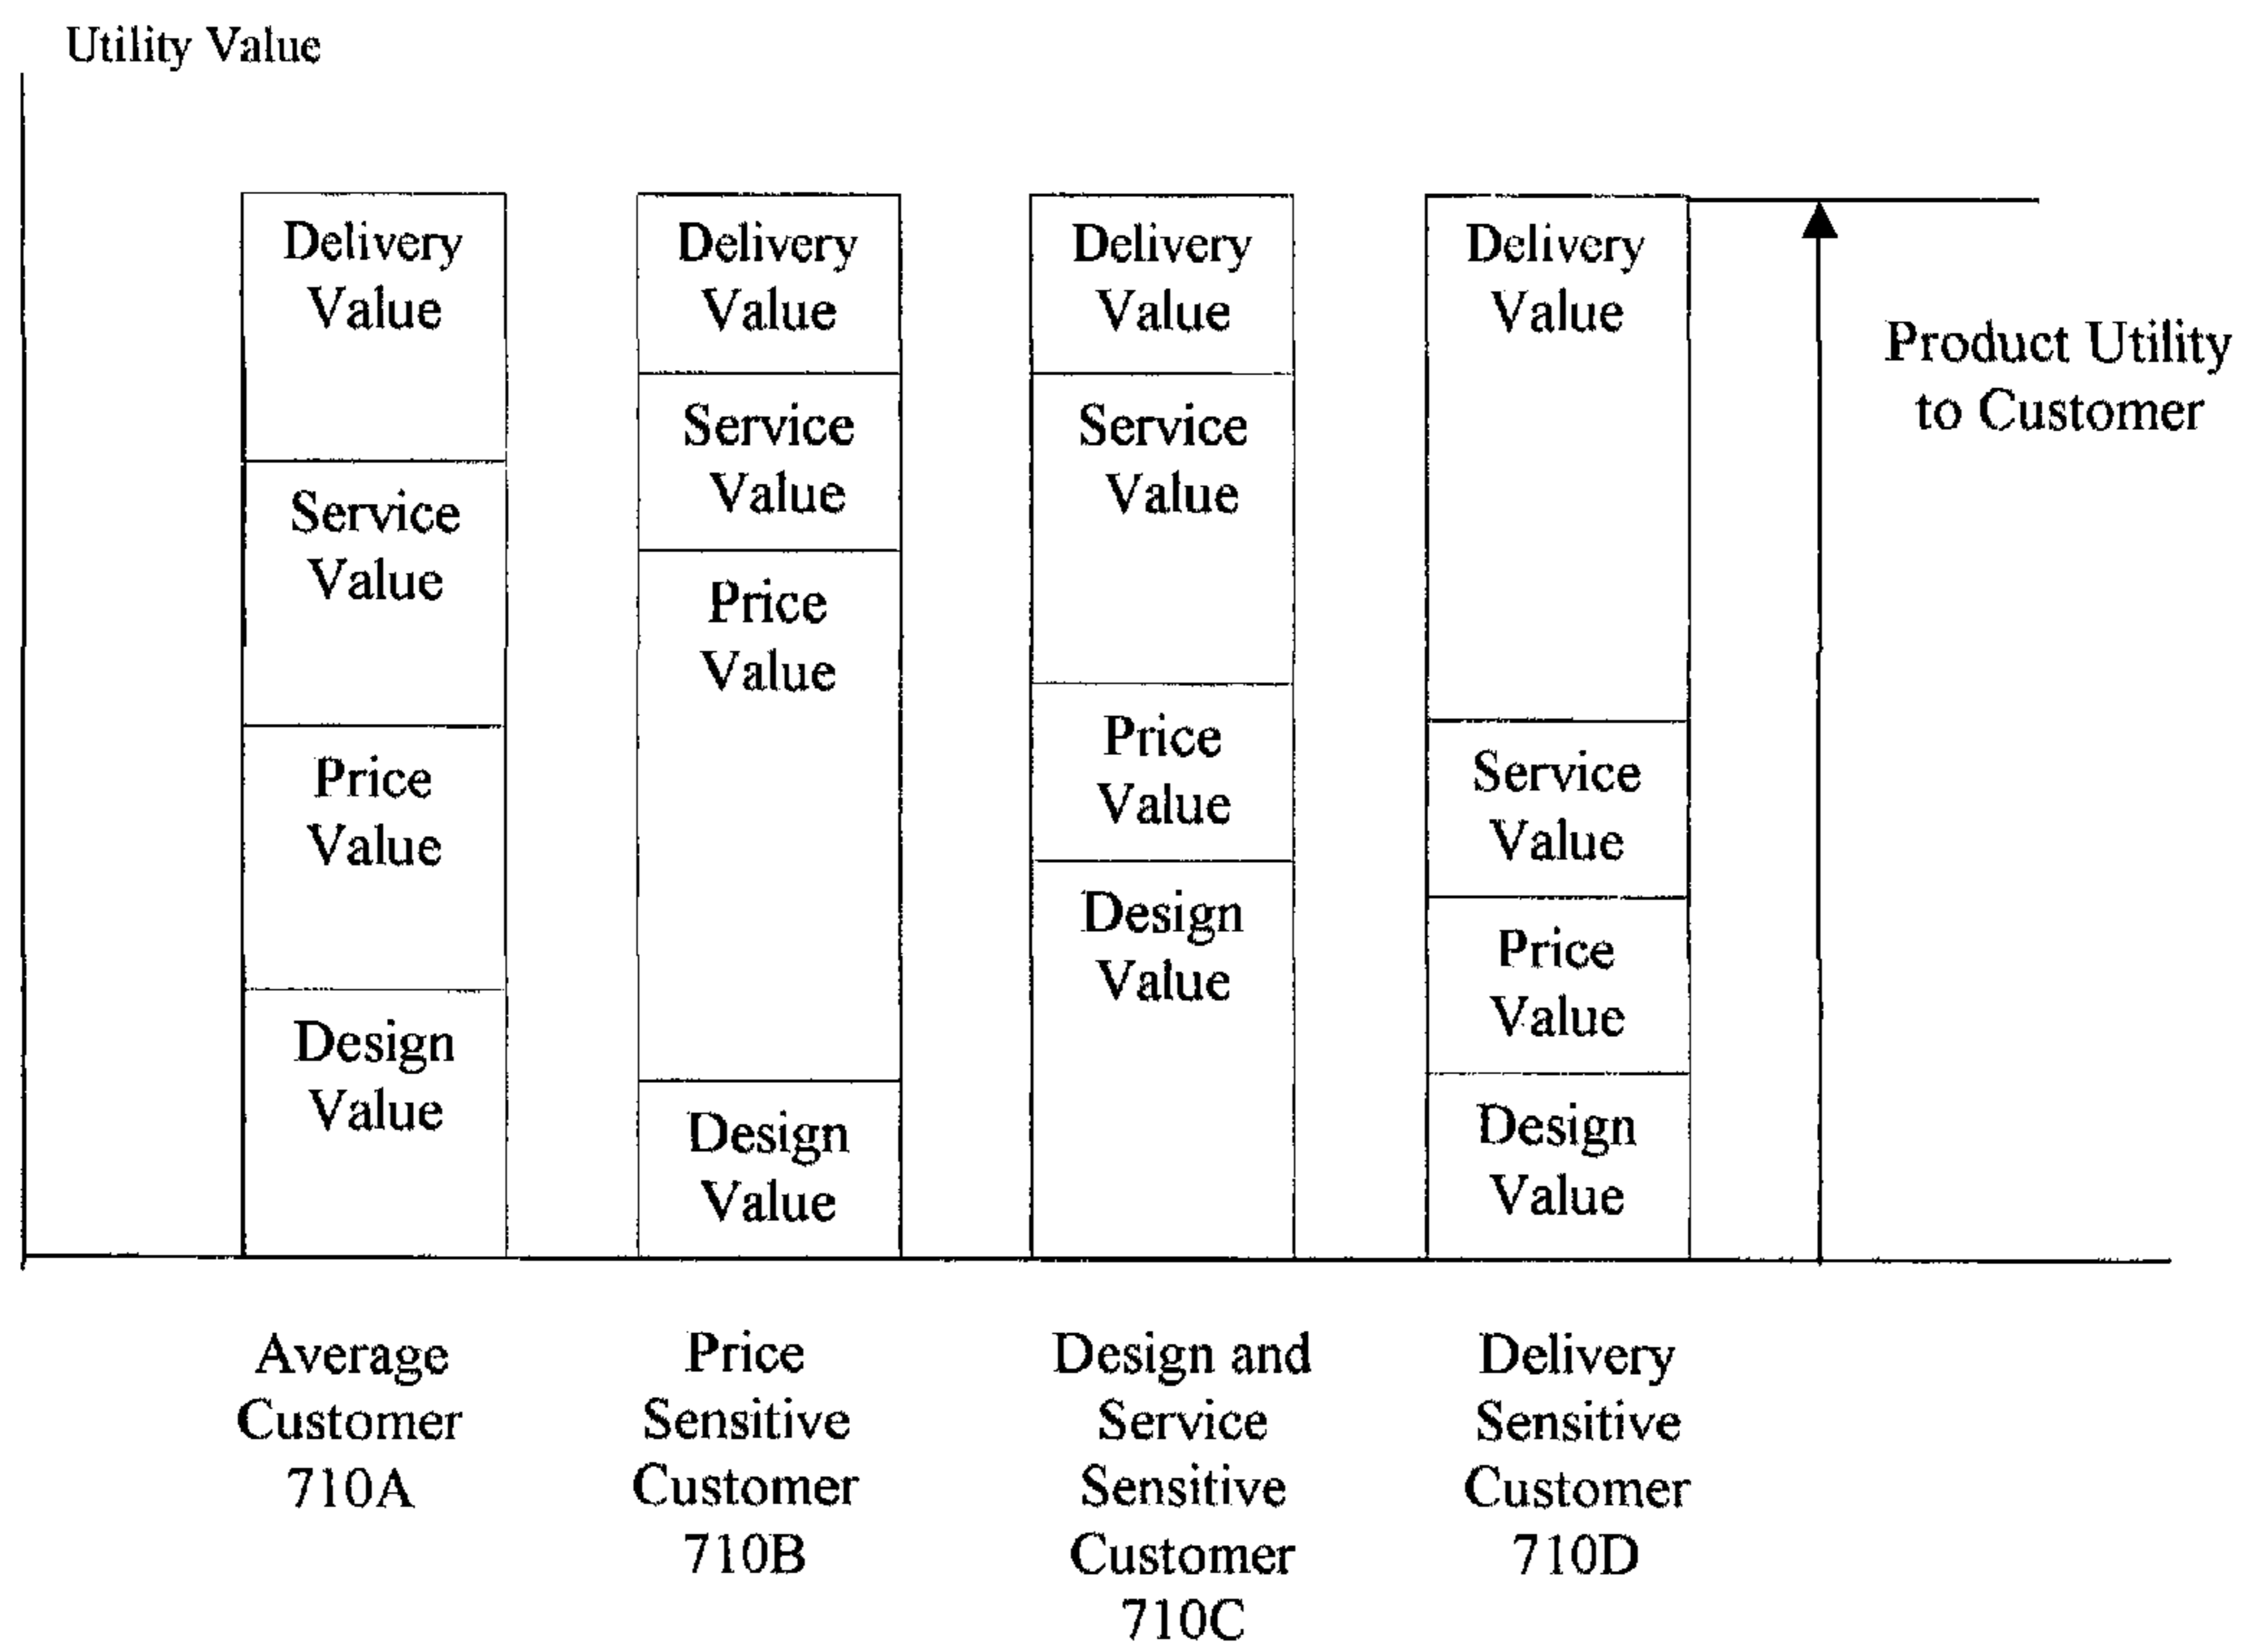 Utility Value
Delivery
Value
Service
Value
Price
Value
Design
Value
Delivery
Value
Service
Value
Price
Value
Design
Value
Delivery
Value
Service
Value
Price
Value
Design
Value
Delivery
Value
Service
Value
Price
Value
Design
Value
Product Utility
to Customer
Average
Customer
710A
Price
Sensitive
Customer
710B
Design and
Service
Sensitive
Customer
710C
Delivery
Sensitive
Customer
710D